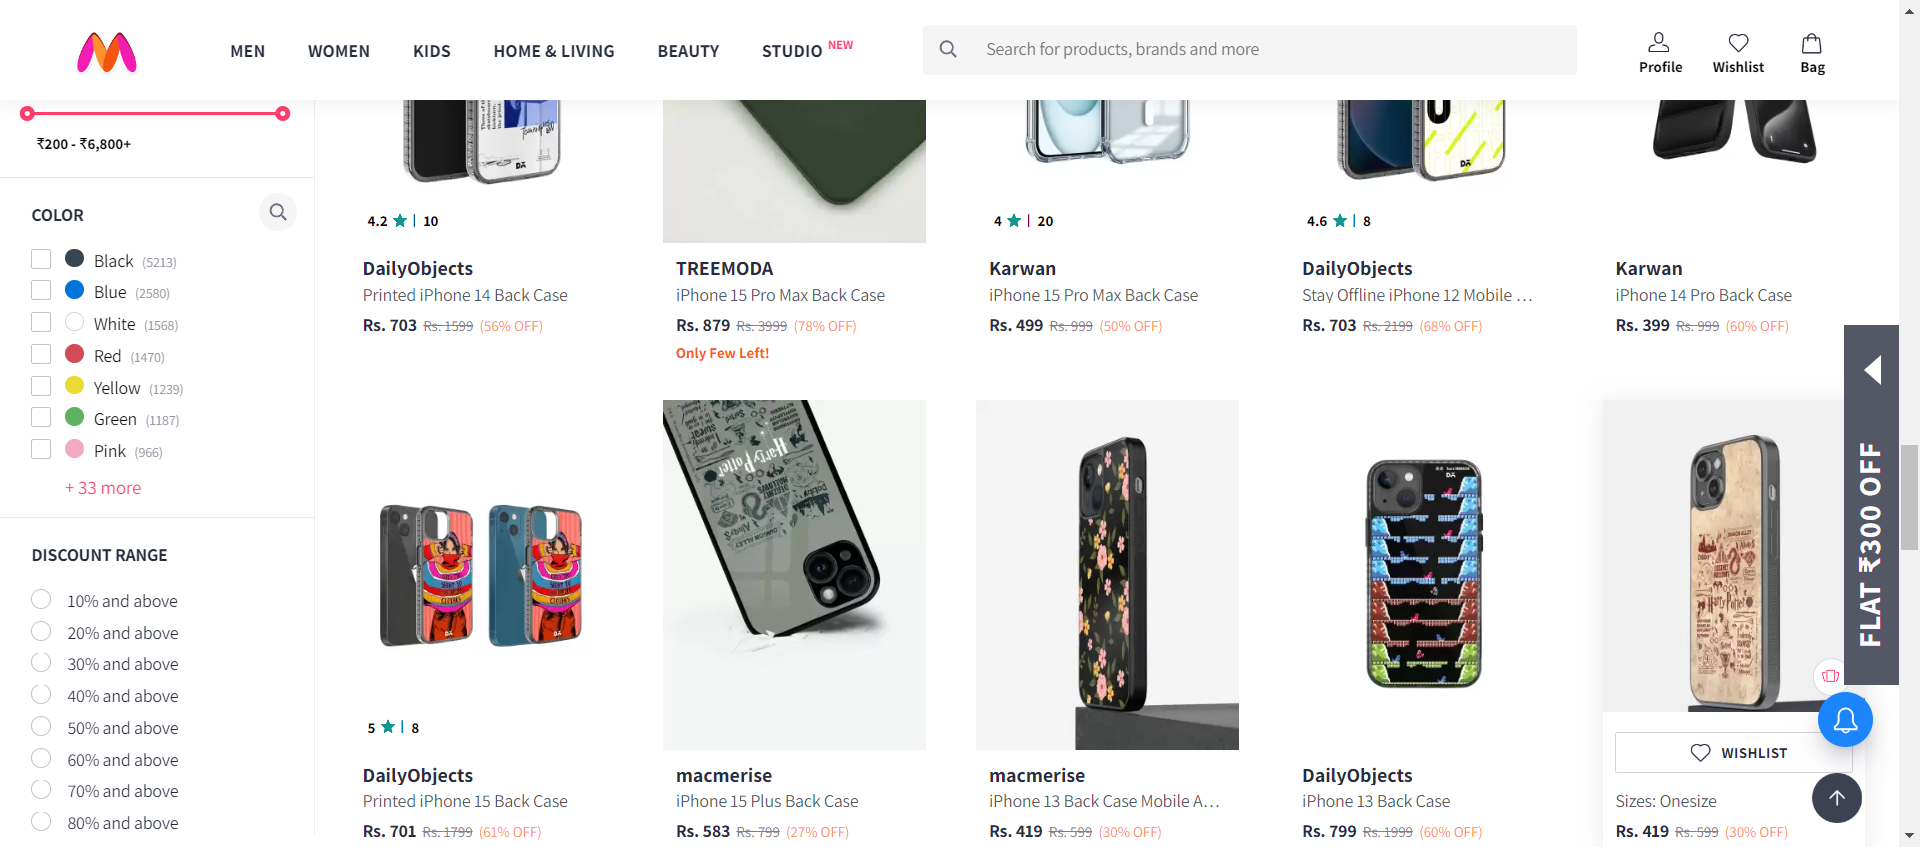 MEN
WOMEN
KIDS
HOME & LIVING
BEAUTY
STUDIO NEW
Search for products, brands and more
Profile
Wishlist
Bag
₹200 - ₹6,800+
COLOR
Black (5213)
Blue (2580)
White (1568)
Red (1470)
Yellow (1239)
Green (1187)
Pink (966)
+ 33 more
DISCOUNT RANGE
10% and above
20% and above
30% and above
40% and above
50% and above
60% and above
70% and above
80% and above
4.2 | 10
DailyObjects
Printed iPhone 14 Back Case
Rs. 703 Rs. 1599 (56% OFF)
TREEMODA
iPhone 15 Pro Max Back Case
Rs. 879 Rs. 3999 (78% OFF)
Only Few Left!
4 | 20
Karwan
iPhone 15 Pro Max Back Case
Rs. 499 Rs. 999 (50% OFF)
4.6 | 8
DailyObjects
Stay Offline iPhone 12 Mobile ...
Rs. 703 Rs. 2199 (68% OFF)
Karwan
iPhone 14 Pro Back Case
Rs. 399 Rs. 999 (60% OFF)
5 | 8
DailyObjects
Printed iPhone 15 Back Case
Rs. 701 Rs. 1799 (61% OFF)
Harry Potter
macmerise
iPhone 15 Plus Back Case
Rs. 583 Rs. 799 (27% OFF)
macmerise
iPhone 13 Back Case Mobile A...
Rs. 419 Rs. 599 (30% OFF)
DailyObjects
iPhone 13 Back Case
Rs. 799 Rs. 1999 (60% OFF)
Harry Potter
WISHLIST
Sizes: Onesize
Rs. 419 Rs. 599 (30% OFF)
FLAT ₹300 OFF